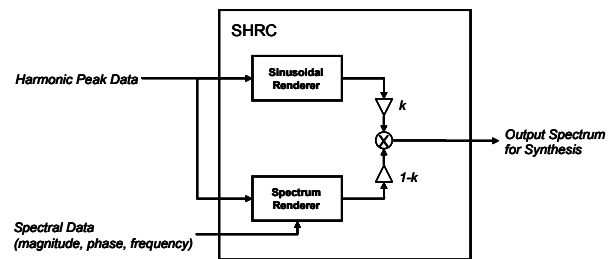 SHRC
Harmonic Peak Data
Sinusoidal
Renderer
k
Output Spectrum
for Synthesis
1-k
Spectrum
Renderer
Spectral Data
(magnitude, phase, frequency)